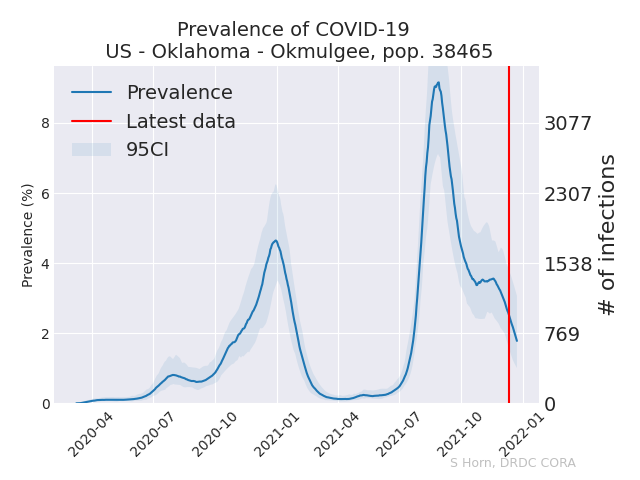 Prevalence of COVID-19
US - Oklahoma - Okmulgee, pop. 38465
Prevalence
Latest data
95CI
Prevalence (%)
8
6
4
2
0
3077
2307
1538
769
0
# of infections
2020-04
2020-07
2020-10
2021-01
2021-04
2021-07
2021-10
2022-01
S Horn, DRDC CORA